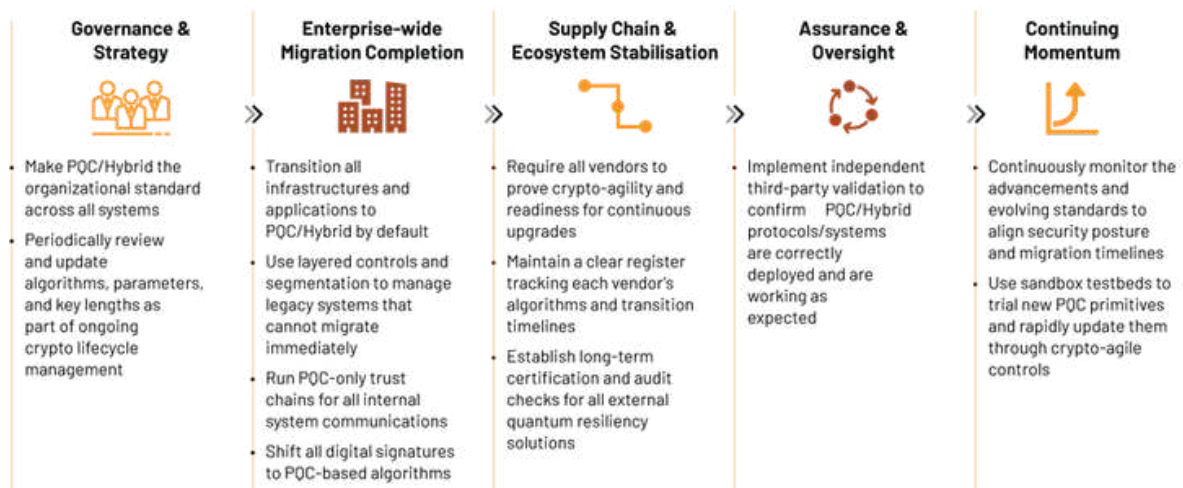 Governance &
Strategy
• Make PQC/Hybrid the
organizational standard
across all systems
• Periodically review
and update
algorithms, parameters,
and key lengths as
part of ongoing
crypto lifecycle
management
Enterprise-wide
Migration Completion
• Transition all
infrastructures and
applications to
PQC/Hybrid by default
• Use layered controls and
segmentation to manage
legacy systems that
cannot migrate
immediately
• Run PQC-only trust
chains for all internal
system communications
• Shift all digital signatures
to PQC-based algorithms
Supply Chain &
Ecosystem Stabilisation
• Require all vendors to
prove crypto-agility and
readiness for continuous
upgrades
• Maintain a clear register
tracking each vendor's
algorithms and transition
timelines
• Establish long-term
certification and audit
checks for all external
quantum resiliency
solutions
Assurance &
Oversight
• Implement independent
third-party validation to
confirm PQC/Hybrid
protocols/systems
are correctly
deployed and are
working as
expected
Continuing
Momentum
• Continuously monitor the
advancements and
evolving standards to
align security posture
and migration timelines
• Use sandbox testbeds to
trial new PQC primitives
and rapidly update them
through crypto-agile
controls